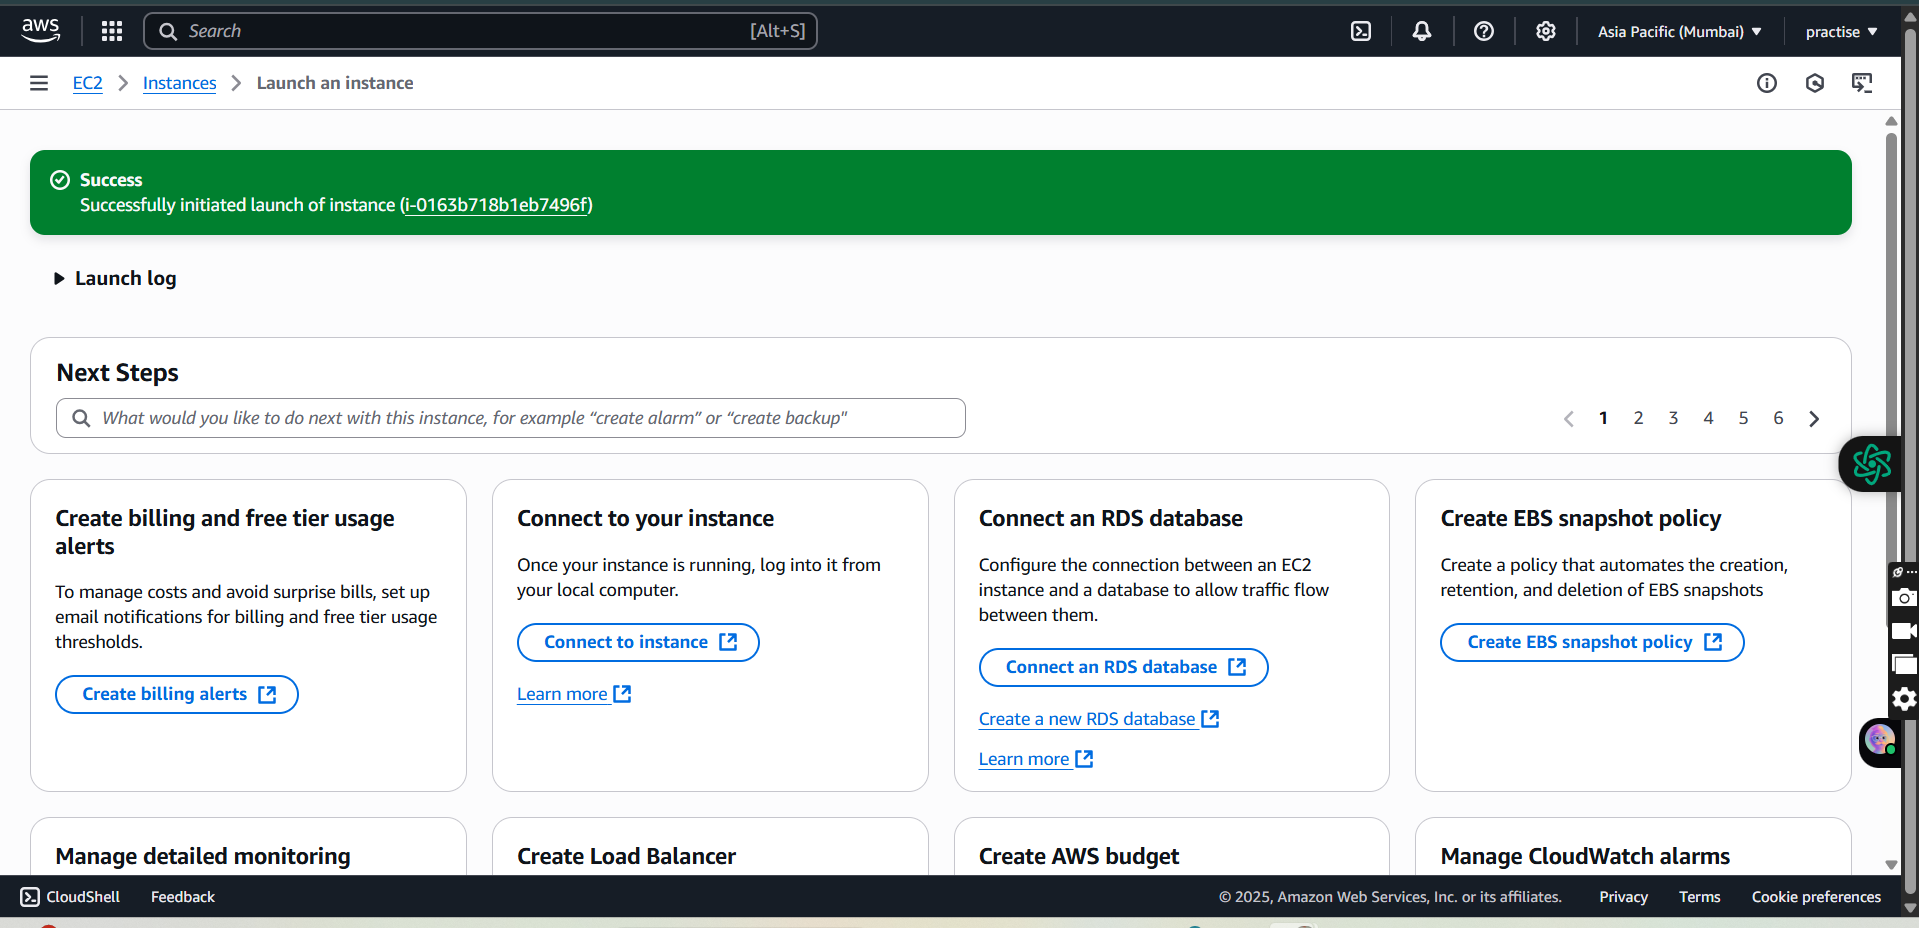 aws
Search [Alt+S]
Asia Pacific (Mumbai)
practise
EC2
Instances
Launch an instance
Success
Successfully initiated launch of instance (i-0163b718b1eb7496f)
Launch log
Next Steps
What would you like to do next with this instance, for example “create alarm” or “create backup"
1 2 3 4 5 6
Create billing and free tier usage
alerts
To manage costs and avoid surprise bills, set up
email notifications for billing and free tier usage
thresholds.
Create billing alerts
Connect to your instance
Once your instance is running, log into it from
your local computer.
Connect to instance
Learn more
Connect an RDS database
Configure the connection between an EC2
instance and a database to allow traffic flow
between them.
Connect an RDS database
Create a new RDS database
Learn more
Create EBS snapshot policy
Create a policy that automates the creation,
retention, and deletion of EBS snapshots
Create EBS snapshot policy
Manage detailed monitoring
Create Load Balancer
Create AWS budget
Manage CloudWatch alarms
CloudShell
Feedback
© 2025, Amazon Web Services, Inc. or its affiliates.
Privacy
Terms
Cookie preferences